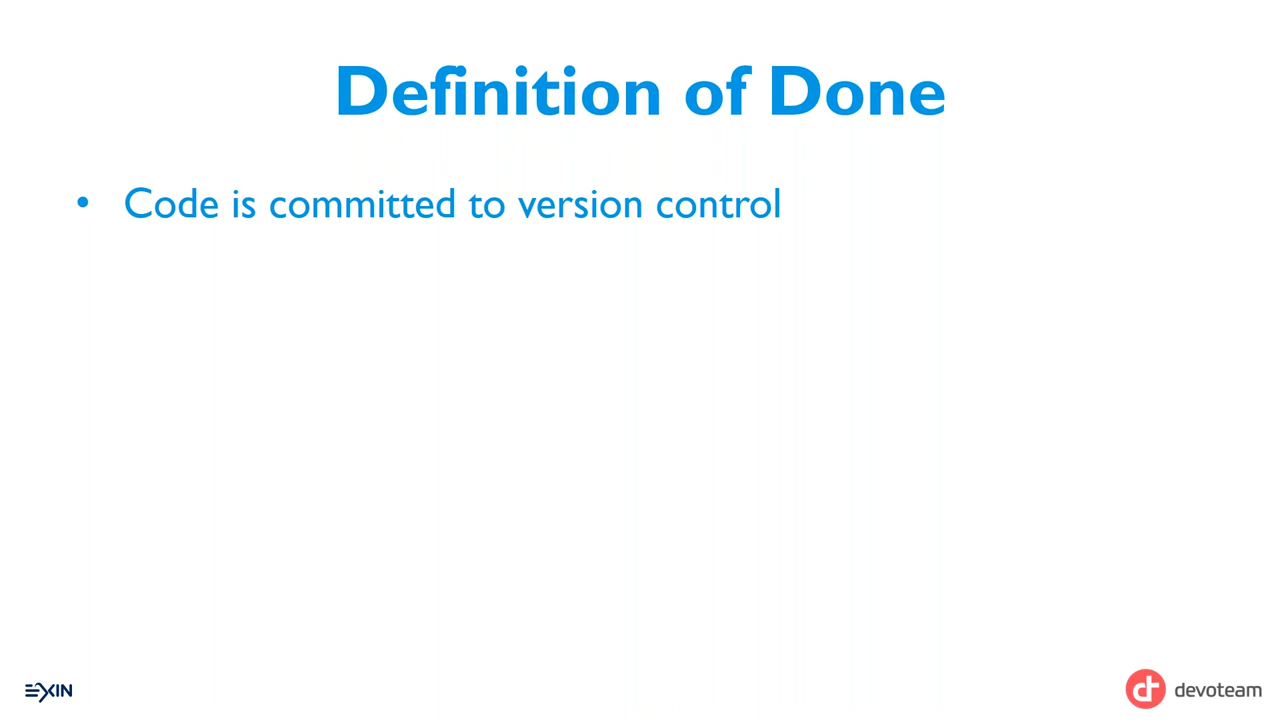 Definition of Done
• Code is committed to version control
EXIN
devoteam